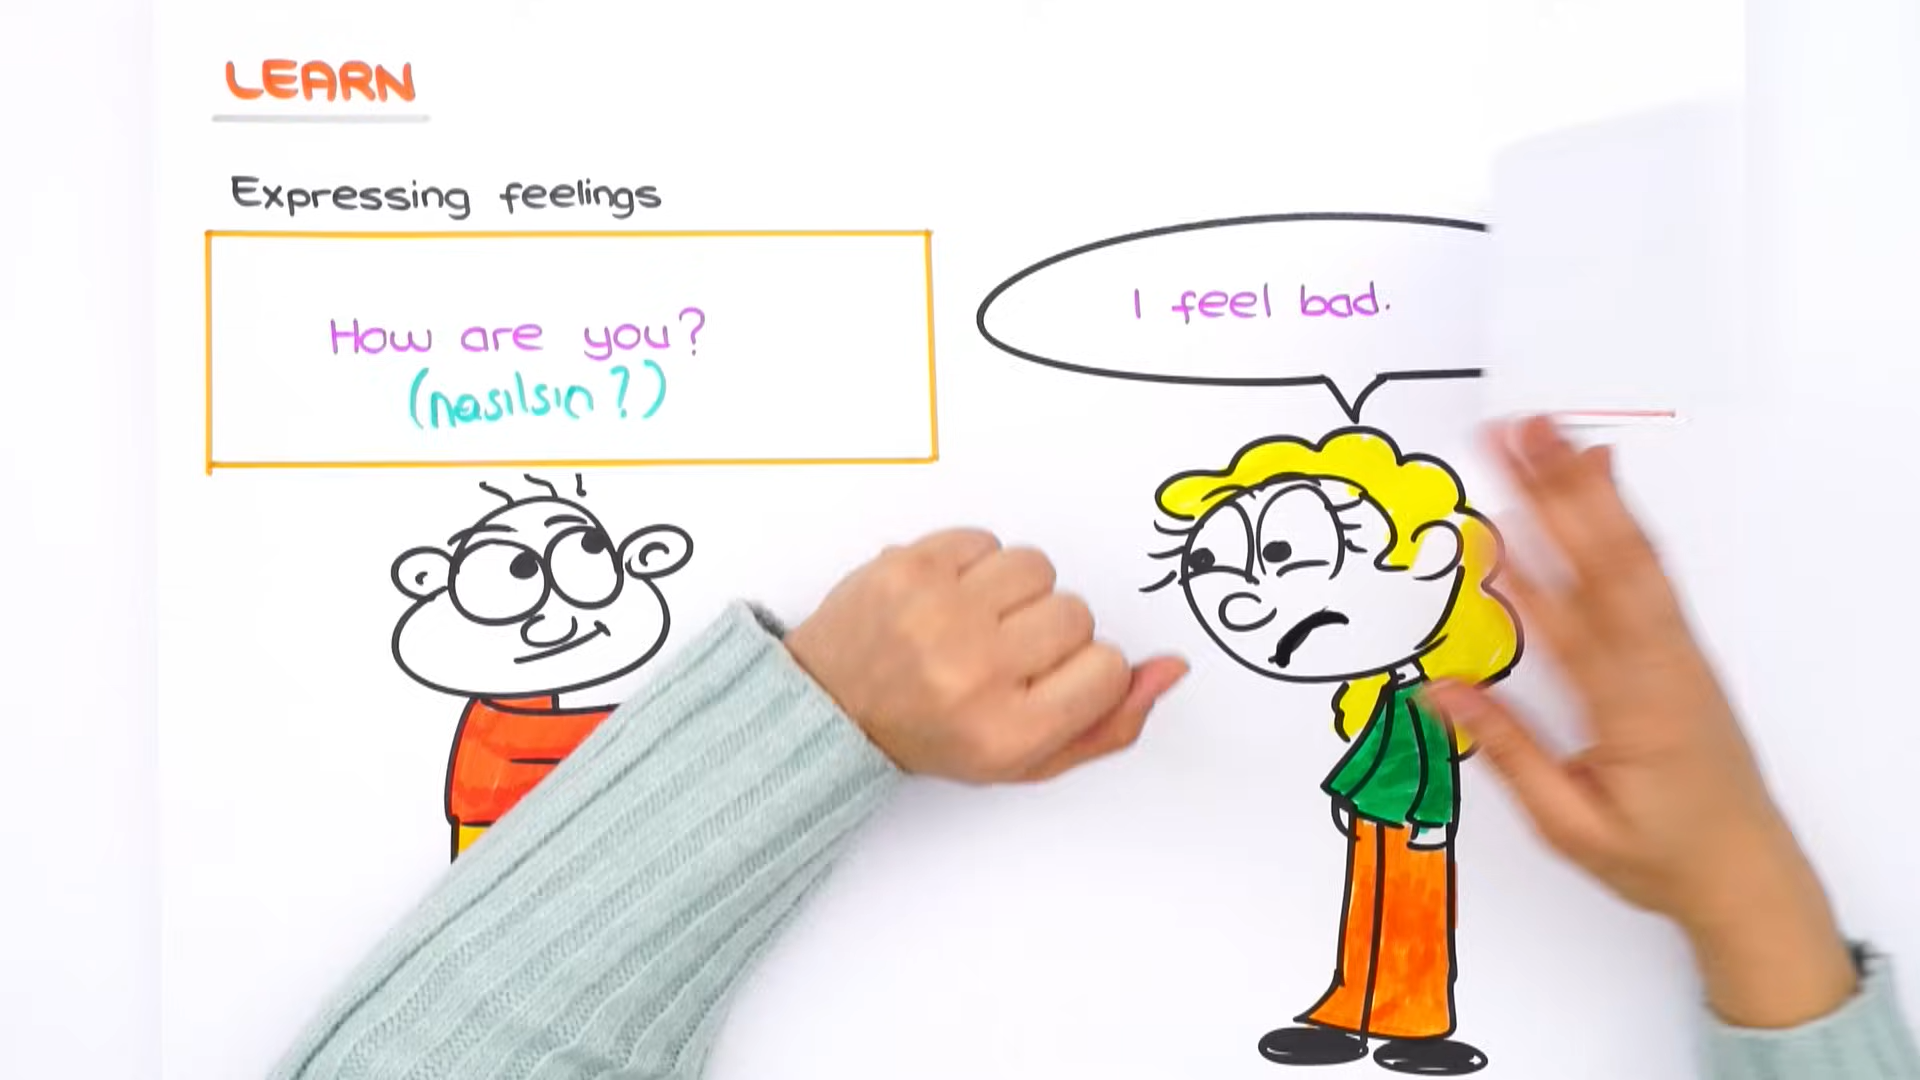 LEARN
Expressing feelings
How are you?
(nasılsın?)
I feel bad.